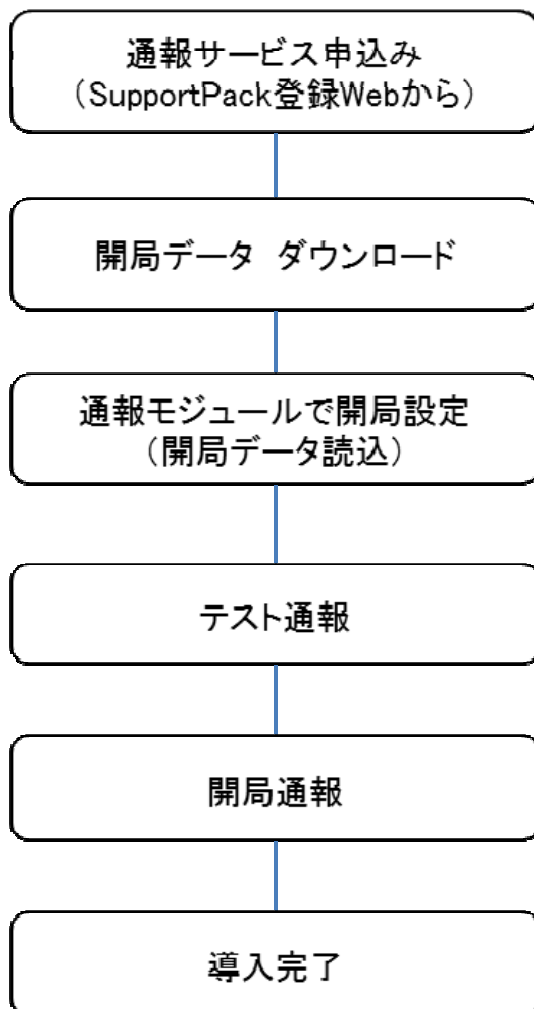 通報サービス申込み
（SupportPack登録Webから）
開局データ ダウンロード
通報モジュールで開局設定
（開局データ読込）
テスト通報
開局通報
導入完了